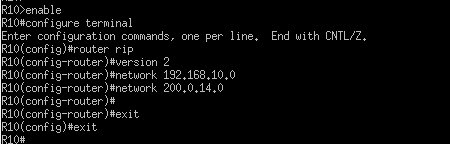 R10>enable
R10#configure terminal
Enter configuration commands, one per line.  End with CNTL/Z.
R10(config)#router rip
R10(config-router)#version 2
R10(config-router)#network 192.168.10.0
R10(config-router)#network 200.0.14.0
R10(config-router)#
R10(config-router)#exit
R10(config)#exit
R10#